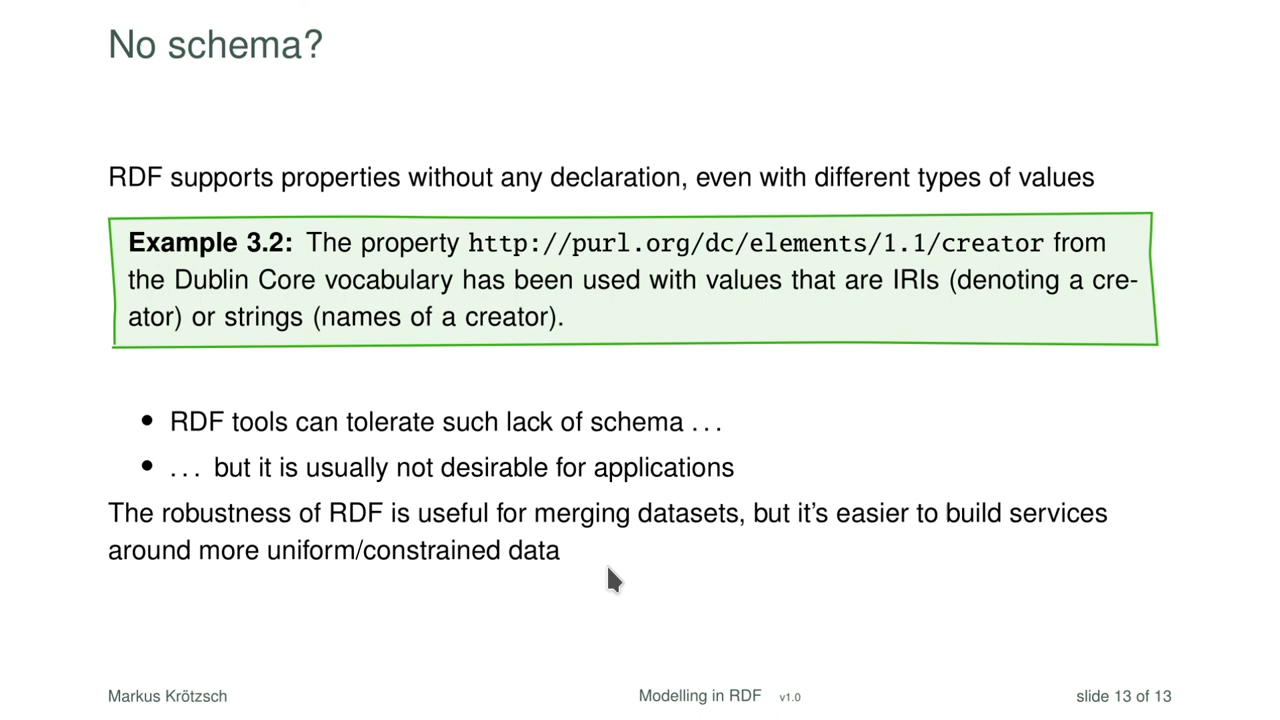 No schema?
RDF supports properties without any declaration, even with different types of values
Example 3.2: The property http://purl.org/dc/elements/1.1/creator from
the Dublin Core vocabulary has been used with values that are IRIs (denoting a cre-
ator) or strings (names of a creator).
• RDF tools can tolerate such lack of schema . . .
• . . . but it is usually not desirable for applications
The robustness of RDF is useful for merging datasets, but it's easier to build services
around more uniform/constrained data
Markus Krötzsch Modelling in RDF v1.0 slide 13 of 13